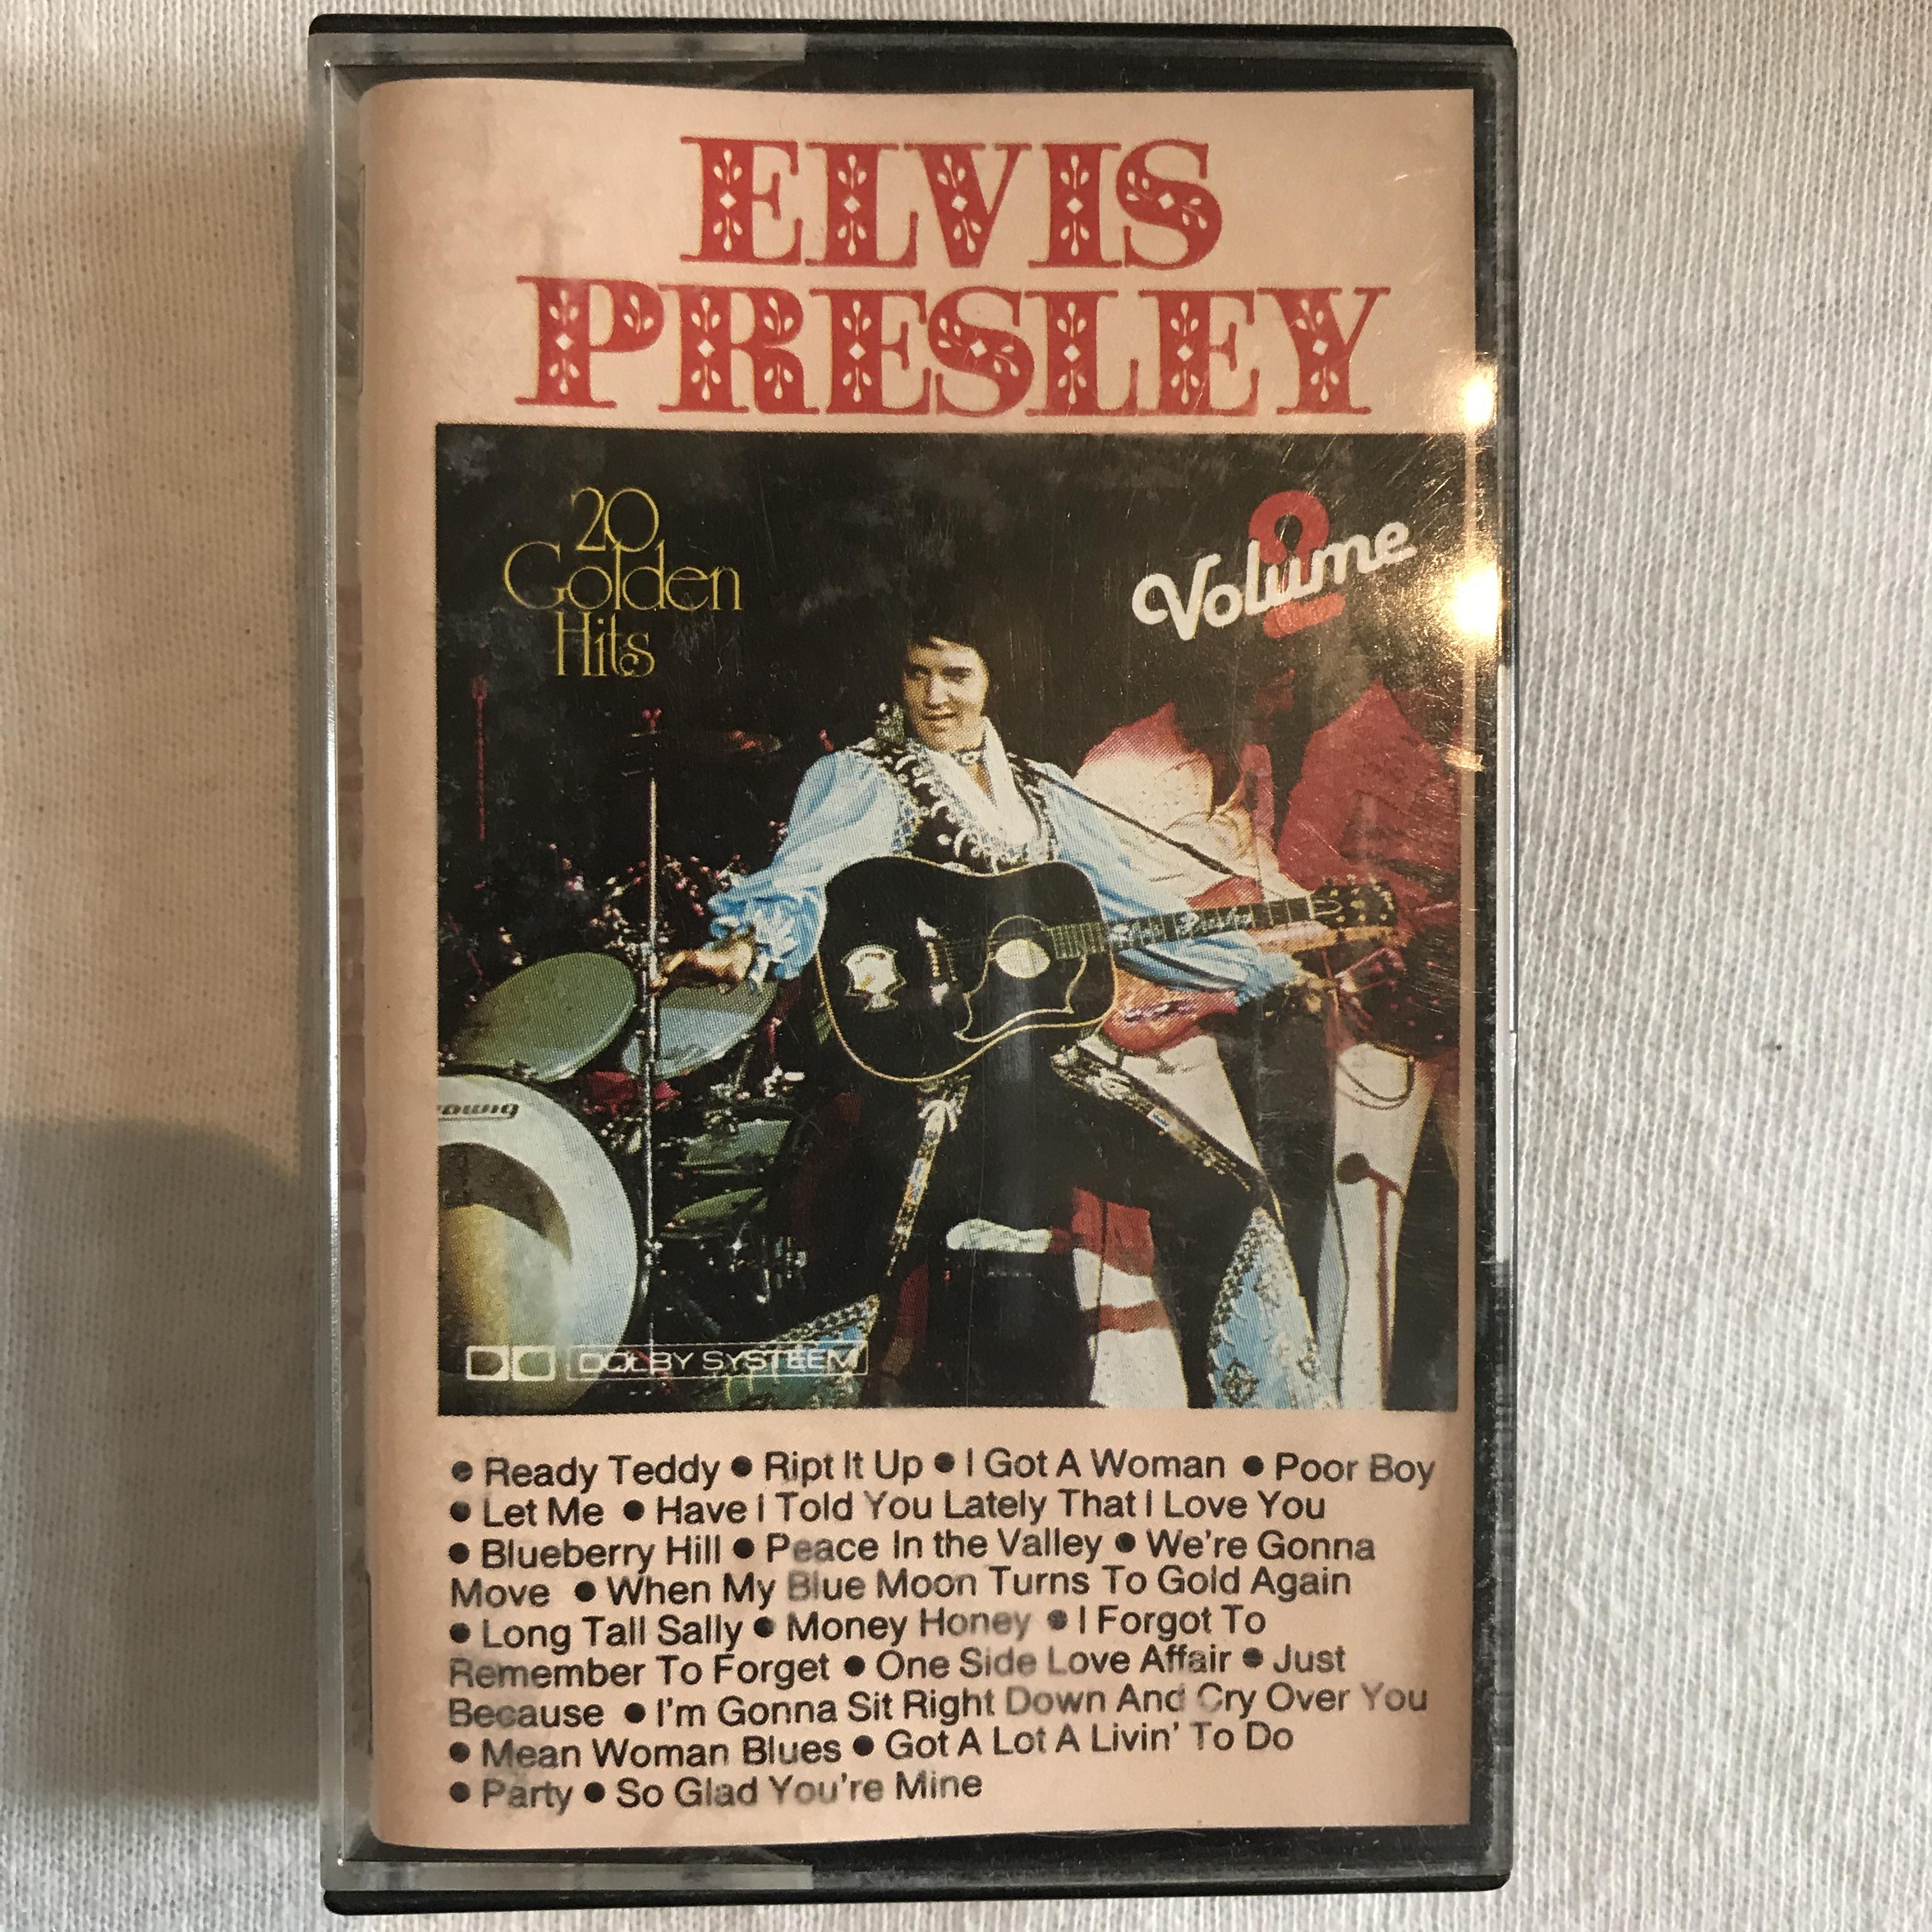 ELVIS
PRESLEY
20
Golden
Hits
Volume 2
DOLBY SYSTEEM
● Ready Teddy ● Ript It Up ● I Got A Woman ● Poor Boy
● Let Me ● Have I Told You Lately That I Love You
● Blueberry Hill ● Peace In the Valley ● We're Gonna
Move ● When My Blue Moon Turns To Gold Again
● Long Tall Sally ● Money Honey ● I Forgot To
Remember To Forget ● One Side Love Affair ● Just
Because ● I'm Gonna Sit Right Down And Cry Over You
● Mean Woman Blues ● Got A Lot A Livin' To Do
● Party ● So Glad You're Mine